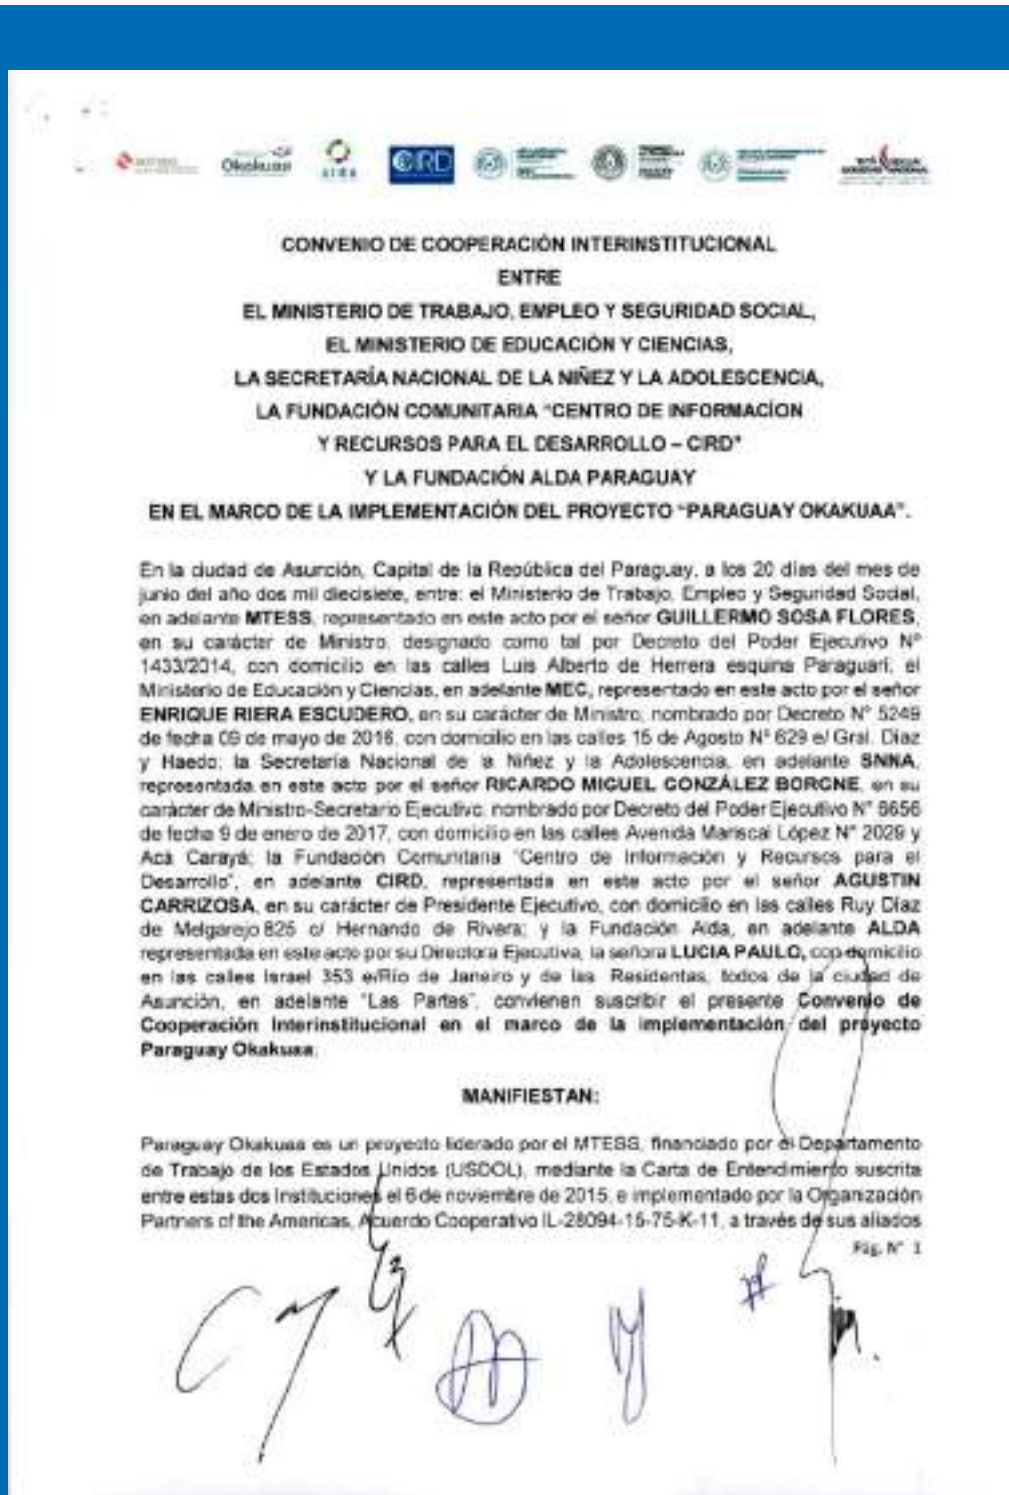 Okakuaa
alda
CIRD
CONVENIO DE COOPERACIÓN INTERINSTITUCIONAL
ENTRE
EL MINISTERIO DE TRABAJO, EMPLEO Y SEGURIDAD SOCIAL,
EL MINISTERIO DE EDUCACIÓN Y CIENCIAS,
LA SECRETARÍA NACIONAL DE LA NIÑEZ Y LA ADOLESCENCIA,
LA FUNDACIÓN COMUNITARIA "CENTRO DE INFORMACÍON
Y RECURSOS PARA EL DESARROLLO – CIRD"
Y LA FUNDACIÓN ALDA PARAGUAY
EN EL MARCO DE LA IMPLEMENTACIÓN DEL PROYECTO "PARAGUAY OKAKUAA".
En la ciudad de Asunción, Capital de la República del Paraguay, a los 20 días del mes de
junio del año dos mil diecisiete, entre: el Ministerio de Trabajo, Empleo y Seguridad Social,
en adelante MTESS, representado en este acto por el señor GUILLERMO SOSA FLORES,
en su carácter de Ministro, designado como tal por Decreto del Poder Ejecutivo N°
1433/2014, con domicilio en las calles Luis Alberto de Herrera esquina Paraguarí, el
Ministerio de Educación y Ciencias, en adelante MEC, representado en este acto por el señor
ENRIQUE RIERA ESCUDERO, en su carácter de Ministro, nombrado por Decreto N° 5249
de fecha 09 de mayo de 2016, con domicilio en las calles 15 de Agosto N° 629 e/ Gral. Díaz
y Haedo; la Secretaría Nacional de la Niñez y la Adolescencia, en adelante SNNA,
representada en este acto por el señor RICARDO MIGUEL GONZÁLEZ BORGNE, en su
carácter de Ministro-Secretario Ejecutivo, nombrado por Decreto del Poder Ejecutivo N° 6656
de fecha 9 de enero de 2017, con domicilio en las calles Avenida Mariscal López N° 2029 y
Acá Carayá; la Fundación Comunitaria "Centro de Información y Recursos para el
Desarrollo", en adelante CIRD, representada en este acto por el señor AGUSTIN
CARRIZOSA, en su carácter de Presidente Ejecutivo, con domicilio en las calles Ruy Díaz
de Melgarejo 825 c/ Hernando de Rivera; y la Fundación Alda, en adelante ALDA
representada en este acto por su Directora Ejecutiva, la señora LUCIA PAULO, con domicilio
en las calles Israel 353 e/Río de Janeiro y de las Residentas, todos de la ciudad de
Asunción, en adelante "Las Partes", convienen suscribir el presente Convenio de
Cooperación Interinstitucional en el marco de la implementación del proyecto
Paraguay Okakuaa;
MANIFIESTAN:
Paraguay Okakuaa es un proyecto liderado por el MTESS, financiado por el Departamento
de Trabajo de los Estados Unidos (USDOL), mediante la Carta de Entendimiento suscrita
entre estas dos Instituciones el 6 de noviembre de 2015, e implementado por la Organización
Partners of the Americas, Acuerdo Cooperativo IL-28094-15-75-K-11, a través de sus aliados
Pág. N° 1